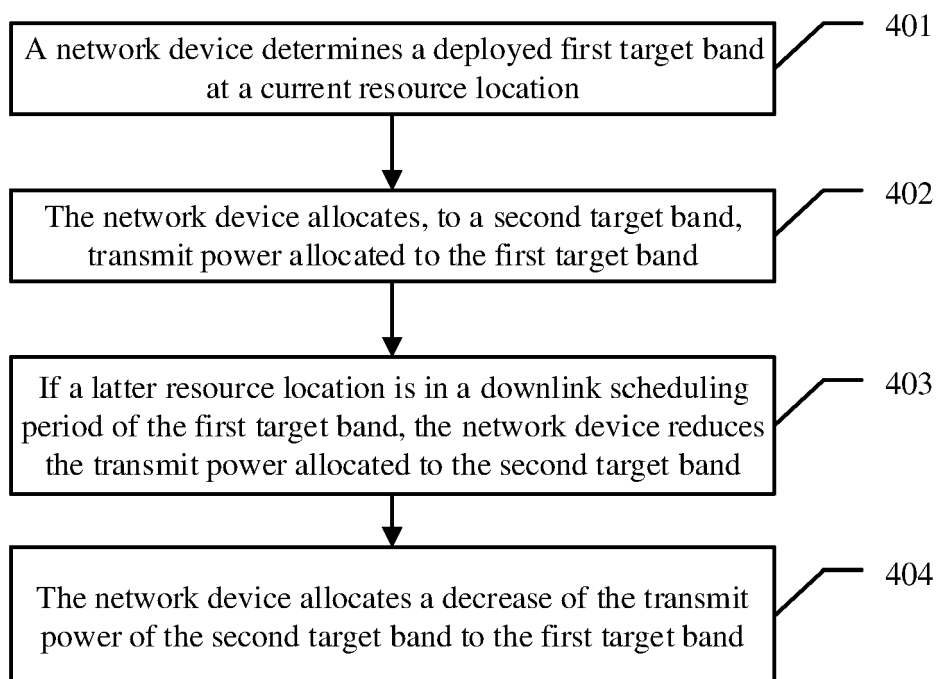 A network device determines a deployed first target band
at a current resource location
401
The network device allocates, to a second target band,
transmit power allocated to the first target band
402
If a latter resource location is in a downlink scheduling
period of the first target band, the network device reduces
the transmit power allocated to the second target band
403
The network device allocates a decrease of the transmit
power of the second target band to the first target band
404